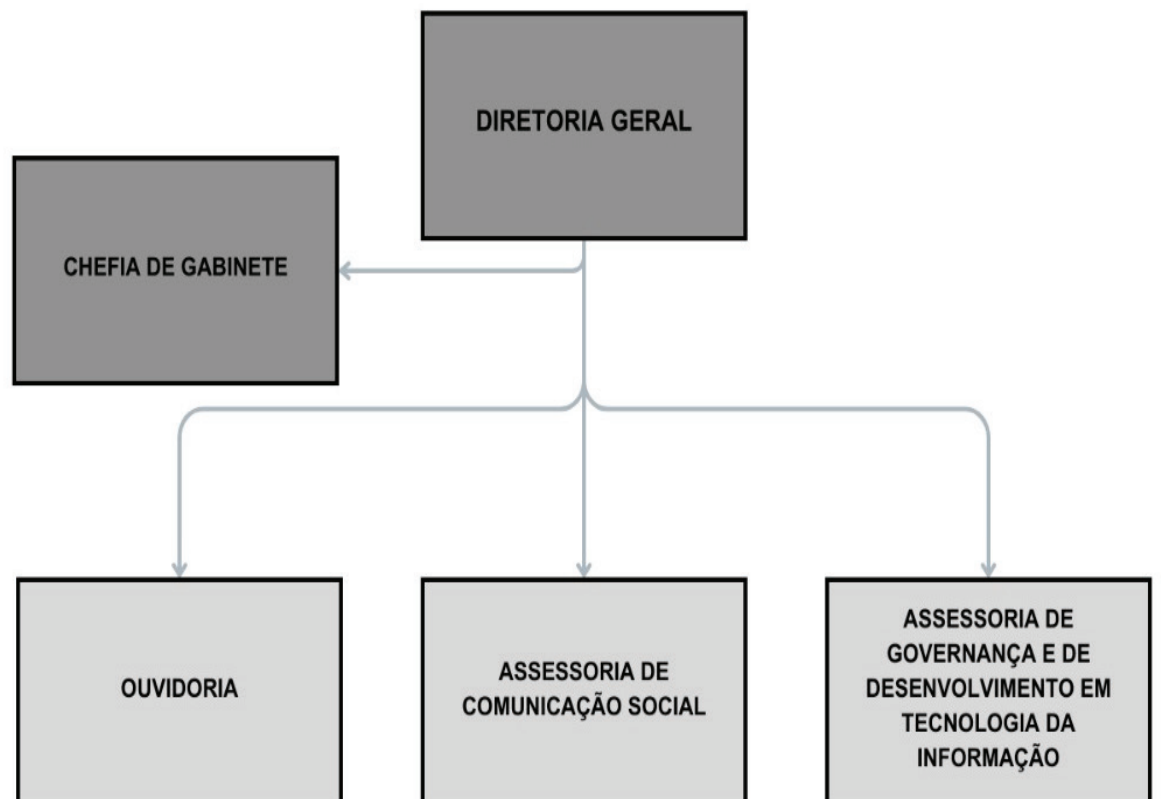 DIRETORIA GERAL
CHEFIA DE GABINETE
OUVIDORIA
ASSESSORIA DE
COMUNICAÇÃO SOCIAL
ASSESSORIA DE
GOVERNANÇA E DE
DESENVOLVIMENTO EM
TECNOLOGIA DA
INFORMAÇÃO